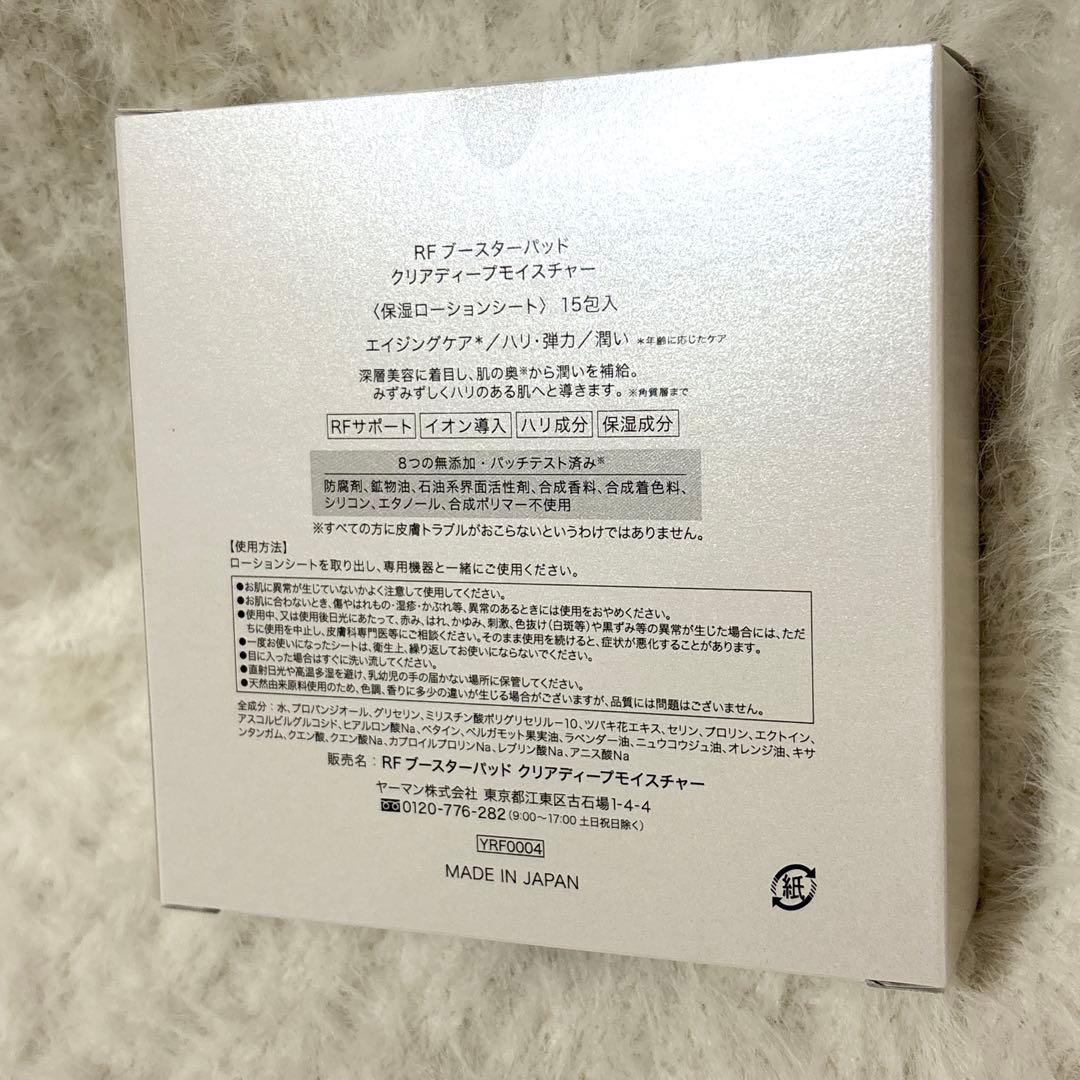 RF ブースターパッド
クリアディープモイスチャー
〈保湿ローションシート〉 15包入
エイジングケア*／ハリ・弾力／潤い *年齢に応じたケア
深層美容に着目し、肌の奥※から潤いを補給。
みずみずしくハリのある肌へと導きます。※角質層まで
RFサポート イオン導入 ハリ成分 保湿成分
8つの無添加・パッチテスト済み※
防腐剤、鉱物油、石油系界面活性剤、合成香料、合成着色料、
シリコン、エタノール、合成ポリマー不使用
※すべての方に皮膚トラブルがおこらないというわけではありません。
【使用方法】
ローションシートを取り出し、専用機器と一緒にご使用ください。
●お肌に異常が生じていないかよく注意して使用してください。
●お肌に合わないとき、傷やはれもの・湿疹・かぶれ等、異常のあるときには使用をおやめください。
●使用中、又は使用後日光にあたって、赤み、はれ、かゆみ、刺激、色抜け(白斑等)や黒ずみ等の異常が生じた場合には、ただ
ちに使用を中止し、皮膚科専門医等にご相談ください。そのまま使用を続けると、症状が悪化することがあります。
●一度お使いになったシートは、衛生上、繰り返してお使いにならないでください。
●目に入った場合はすぐに洗い流してください。
●直射日光や高温多湿を避け、乳幼児の手の届かない場所に保管してください。
●天然由来原料使用のため、色調、香りに多少の違いが生じる場合がございますが、品質には問題はございません。
全成分：水、プロパンジオール、グリセリン、ミリスチン酸ポリグリセリル-10、ツバキ花エキス、セリン、プロリン、エクトイン、
アスコルビルグルコシド、ヒアルロン酸Na、ベタイン、ベルガモット果実油、ラベンダー油、ニュウコウジュ油、オレンジ油、キサ
ンタンガム、クエン酸、クエン酸Na、カプロイルプロリンNa、レブリン酸Na、アニス酸Na
販売名：RF ブースターパッド クリアディープモイスチャー
ヤーマン株式会社 東京都江東区古石場1-4-4
0120-776-282(9:00〜17:00 土日祝日除く)
YRF0004
MADE IN JAPAN
紙